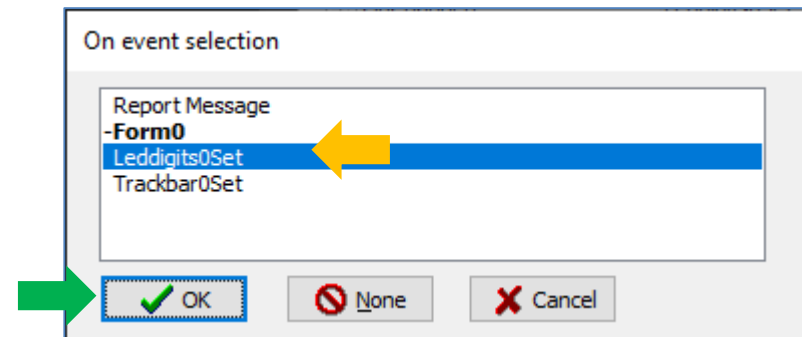 On event selection
Report Message
-Form0
Leddigits0Set
Trackbar0Set
OK
None
Cancel